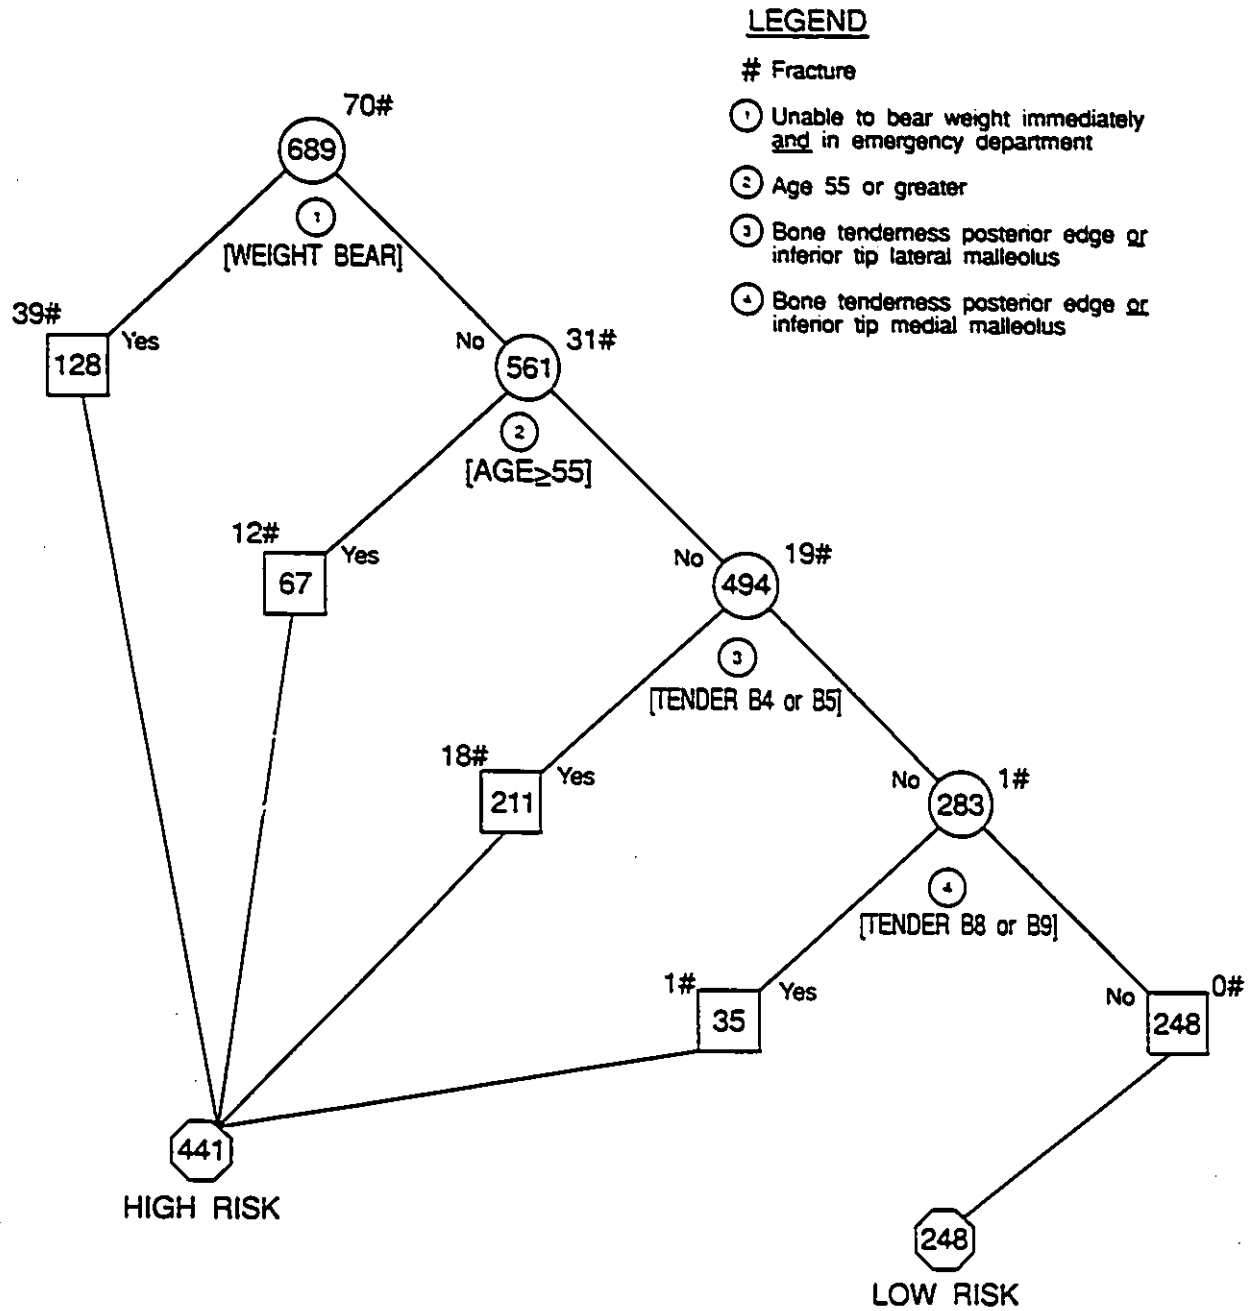 LEGEND
# Fracture
1 Unable to bear weight immediately
and in emergency department
2 Age 55 or greater
3 Bone tenderness posterior edge or
inferior tip lateral malleolus
4 Bone tenderness posterior edge or
inferior tip medial malleolus
70#
689
1
[WEIGHT BEAR]
39#
Yes
128
No
31#
561
2
[AGE≥55]
12#
Yes
67
No
19#
494
3
[TENDER B4 or B5]
18#
Yes
211
No
1#
283
4
[TENDER B8 or B9]
1#
Yes
35
No
0#
248
441
HIGH RISK
248
LOW RISK